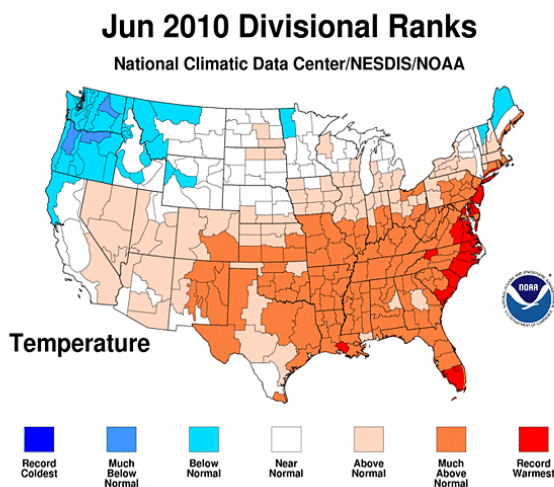 Jun 2010 Divisional Ranks
National Climatic Data Center/NESDIS/NOAA
NOAA
Temperature
Record
Coldest
Much
Below
Normal
Below
Normal
Near
Normal
Above
Normal
Much
Above
Normal
Record
Warmest